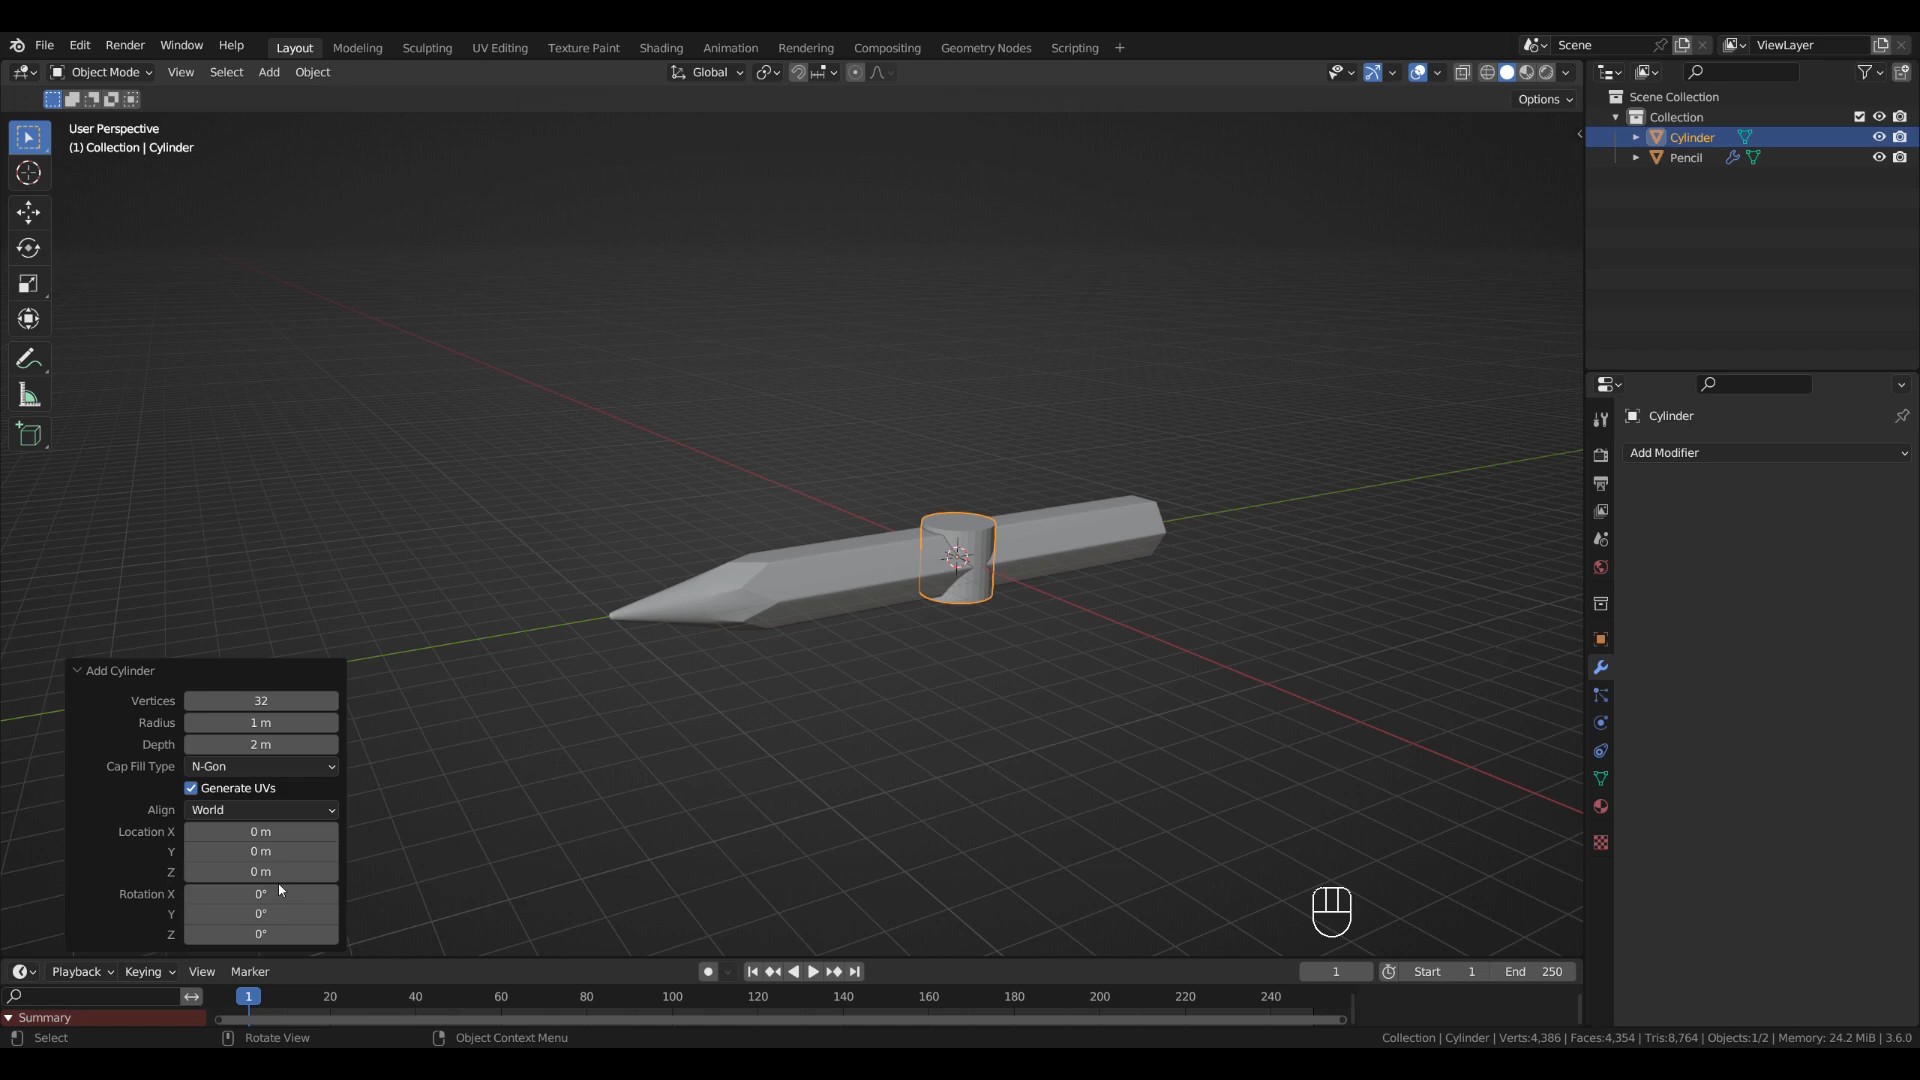 File Edit Render Window Help Layout Modeling Sculpting UV Editing Texture Paint Shading Animation Rendering Compositing Geometry Nodes Scripting + Scene ViewLayer
Object Mode View Select Add Object Global
Options
User Perspective
(1) Collection | Cylinder
Scene Collection
Collection
Cylinder
Pencil
Cylinder
Add Modifier
Add Cylinder
Vertices 32
Radius 1 m
Depth 2 m
Cap Fill Type N-Gon
Generate UVs
Align World
Location X 0 m
Y 0 m
Z 0 m
Rotation X 0°
Y 0°
Z 0°
Playback Keying View Marker 1 Start 1 End 250
1 20 40 60 80 100 120 140 160 180 200 220 240
Summary
Select Rotate View Object Context Menu Collection | Cylinder | Verts:4,386 | Faces:4,354 | Tris:8,764 | Objects:1/2 | Memory: 24.2 MiB | 3.6.0